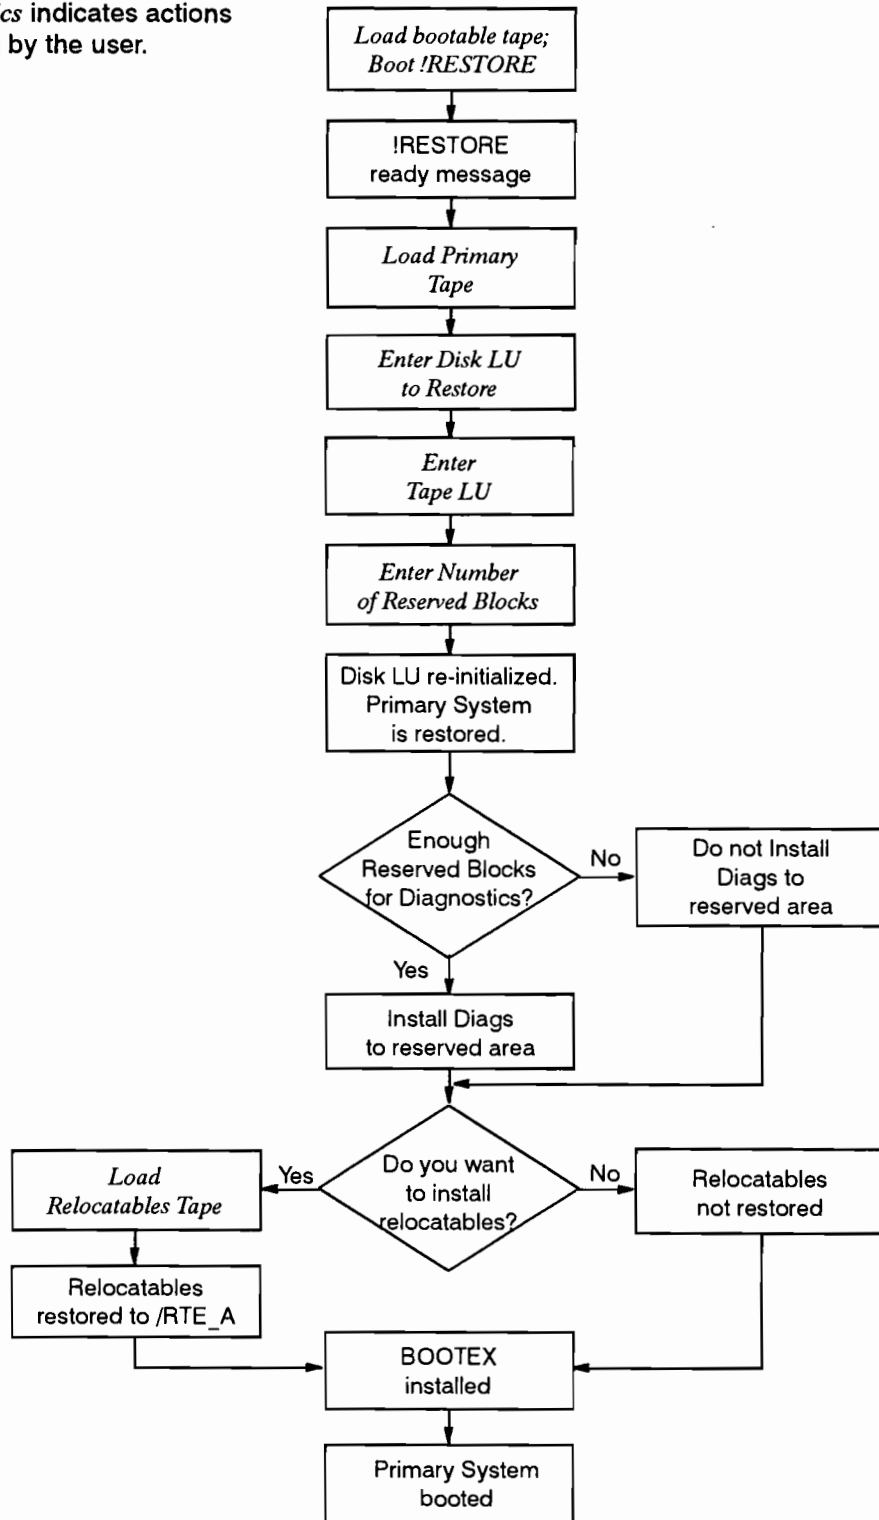 cs indicates actions
by the user.
Load bootable tape;
Boot !RESTORE
!RESTORE
ready message
Load Primary
Tape
Enter Disk LU
to Restore
Enter
Tape LU
Enter Number
of Reserved Blocks
Disk LU re-initialized.
Primary System
is restored.
Enough
Reserved Blocks
for Diagnostics?
No
Do not Install
Diags to
reserved area
Yes
Install Diags
to reserved area
Do you want
to install
relocatables?
Yes
Load
Relocatables Tape
No
Relocatables
not restored
Relocatables
restored to /RTE_A
BOOTEX
installed
Primary System
booted